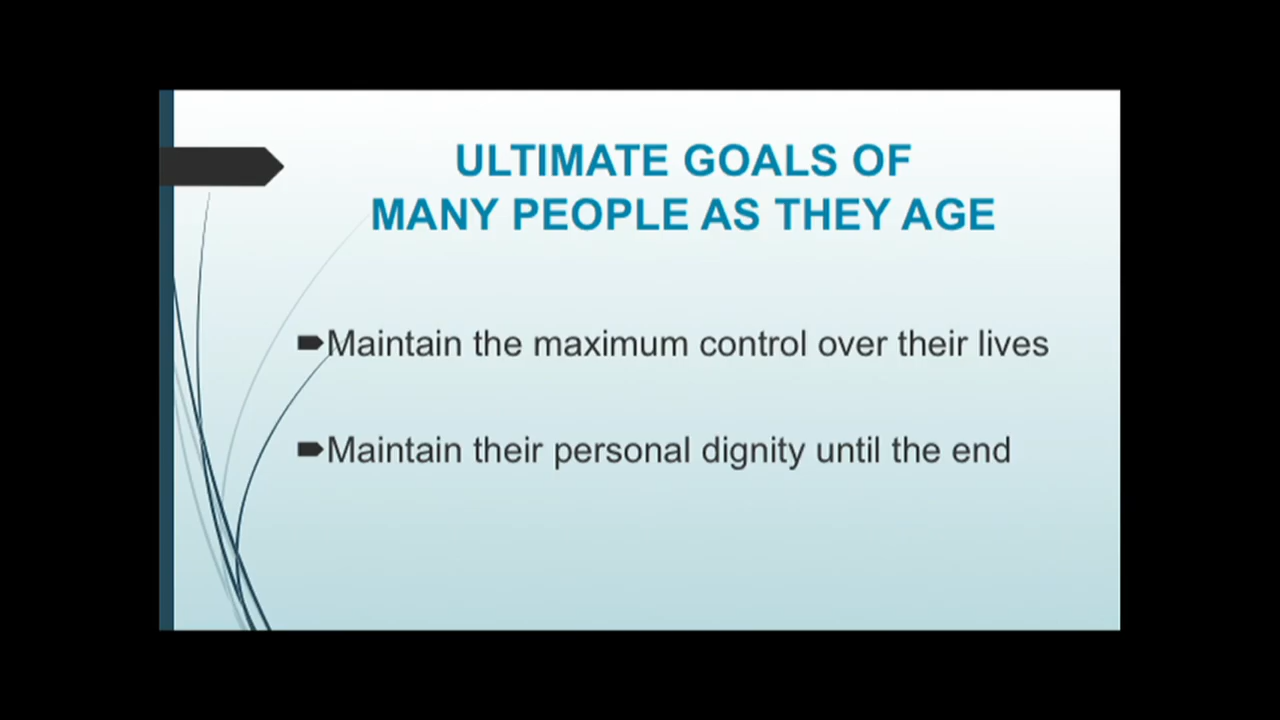 ULTIMATE GOALS OF
MANY PEOPLE AS THEY AGE
Maintain the maximum control over their lives
Maintain their personal dignity until the end